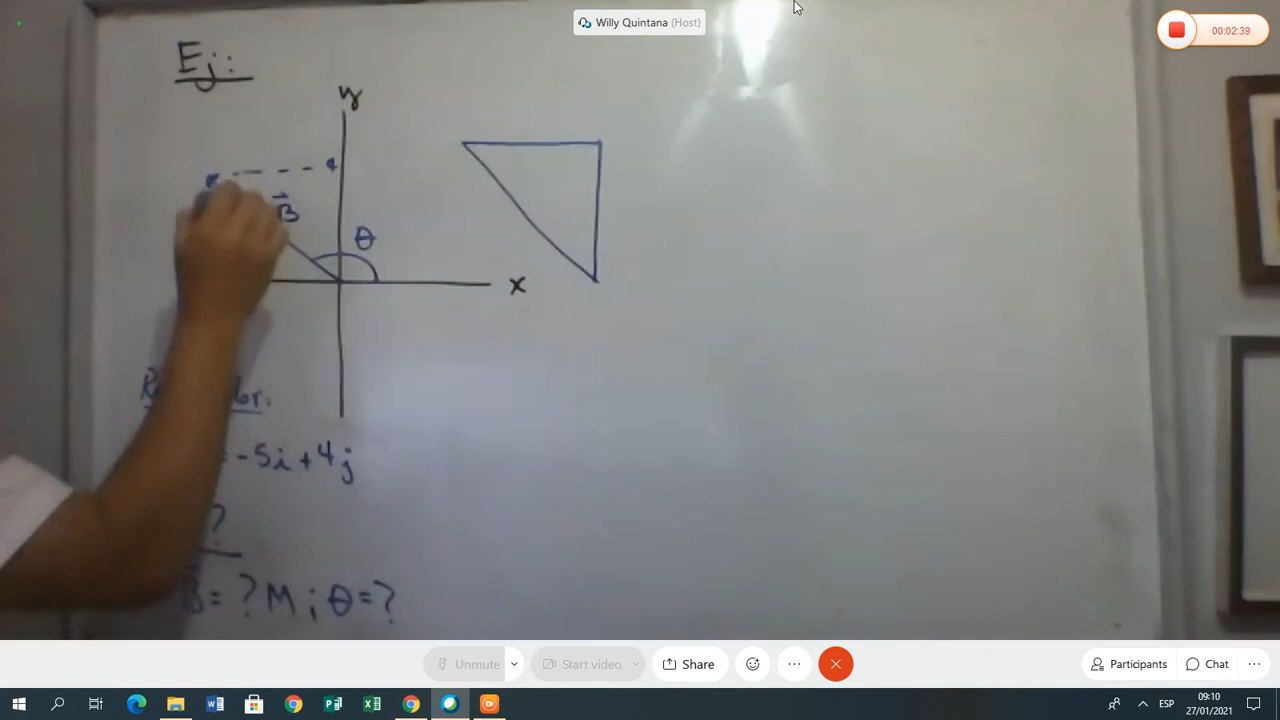 Willy Quintana (Host)
00:02:39
Ej:
y
4
B
θ
x
= -5i + 4j
?
= ? M ; θ = ?
Unmute
Start video
Share
Participants
Chat
ESP
09:10
27/01/2021